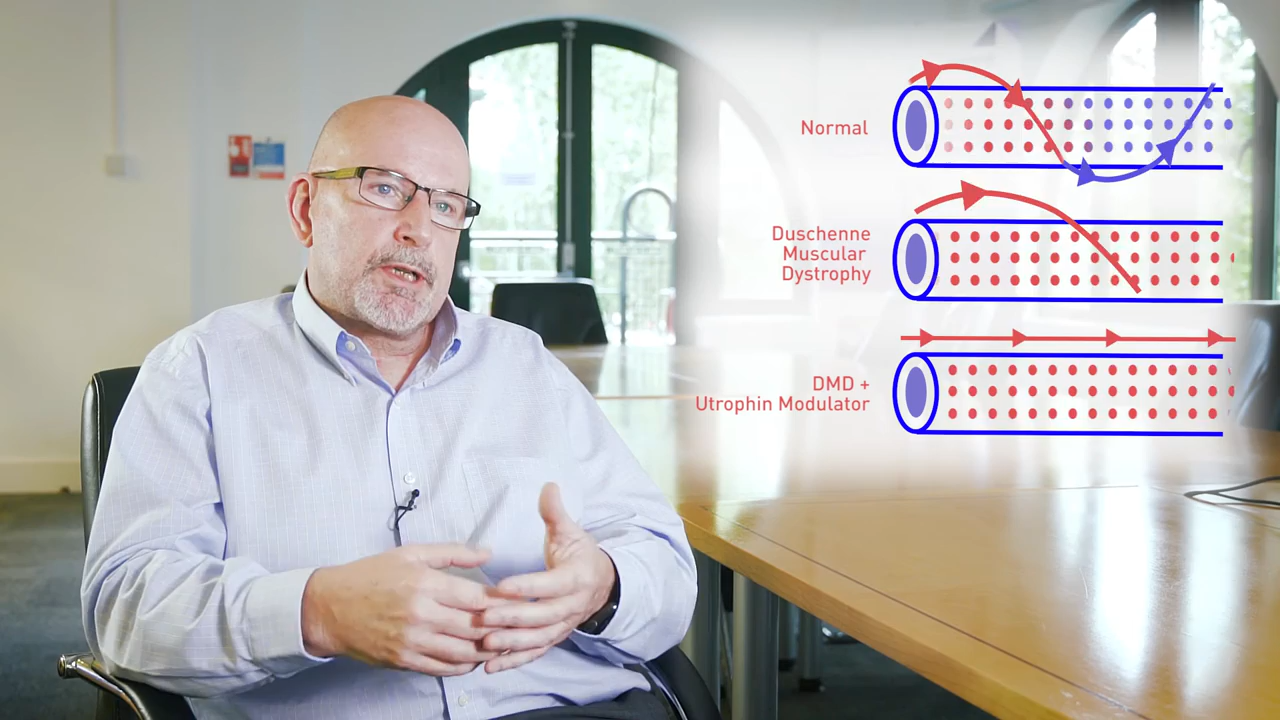 Normal
Duschenne
Muscular
Dystrophy
DMD +
Utrophin Modulator